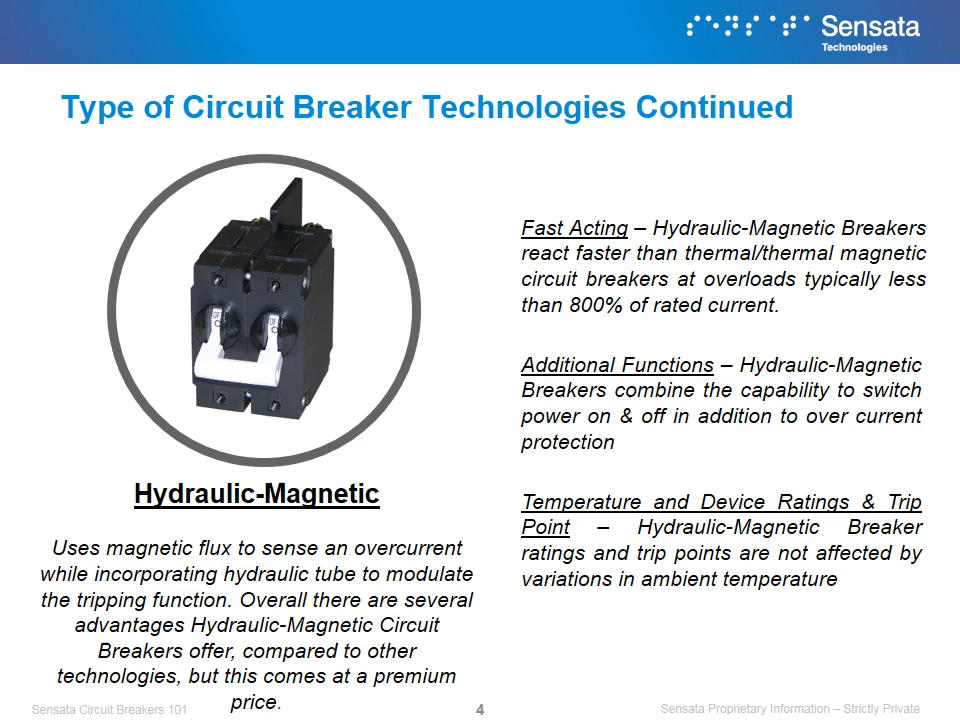 Sensata
Technologies
Type of Circuit Breaker Technologies Continued
Hydraulic-Magnetic
Uses magnetic flux to sense an overcurrent
while incorporating hydraulic tube to modulate
the tripping function. Overall there are several
advantages Hydraulic-Magnetic Circuit
Breakers offer, compared to other
technologies, but this comes at a premium
price.
Fast Acting – Hydraulic-Magnetic Breakers
react faster than thermal/thermal magnetic
circuit breakers at overloads typically less
than 800% of rated current.
Additional Functions – Hydraulic-Magnetic
Breakers combine the capability to switch
power on & off in addition to over current
protection
Temperature and Device Ratings & Trip
Point – Hydraulic-Magnetic Breaker
ratings and trip points are not affected by
variations in ambient temperature
Sensata Circuit Breakers 101
4
Sensata Proprietary Information – Strictly Private